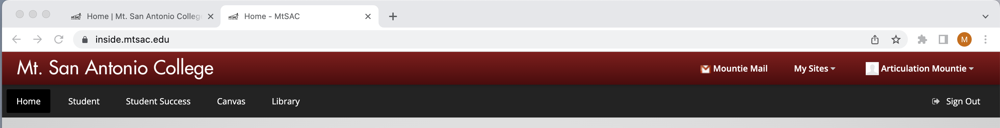 Home | Mt. San Antonio Colleg
Home - MtSAC
inside.mtsac.edu
M
Mt. San Antonio College
Mountie Mail
My Sites
Articulation Mountie
Home
Student
Student Success
Canvas
Library
Sign Out